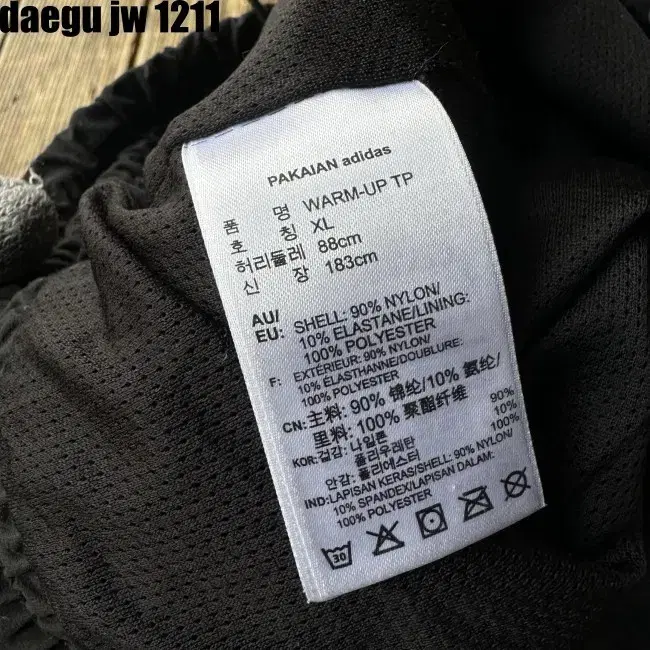 daegu jw 1211
PAKAIAN adidas
품 명 WARM-UP TP
호 칭 XL
허리둘레 88cm
신 장 183cm
AU/
EU: SHELL: 90% NYLON/
10% ELASTANE/LINING:
100% POLYESTER
F: EXTÉRIEUR: 90% NYLON/
10% ÉLASTHANNE/DOUBLURE:
100% POLYESTER
CN: 主料: 90% 锦纶/10% 氨纶/
里料: 100% 聚酯纤维
KOR: 겉감: 나일론 90%
폴리우레탄 10%
안감: 폴리에스터 100%
IND: LAPISAN KERAS/SHELL: 90% NYLON/
10% SPANDEX/LAPISAN DALAM:
100% POLYESTER
30